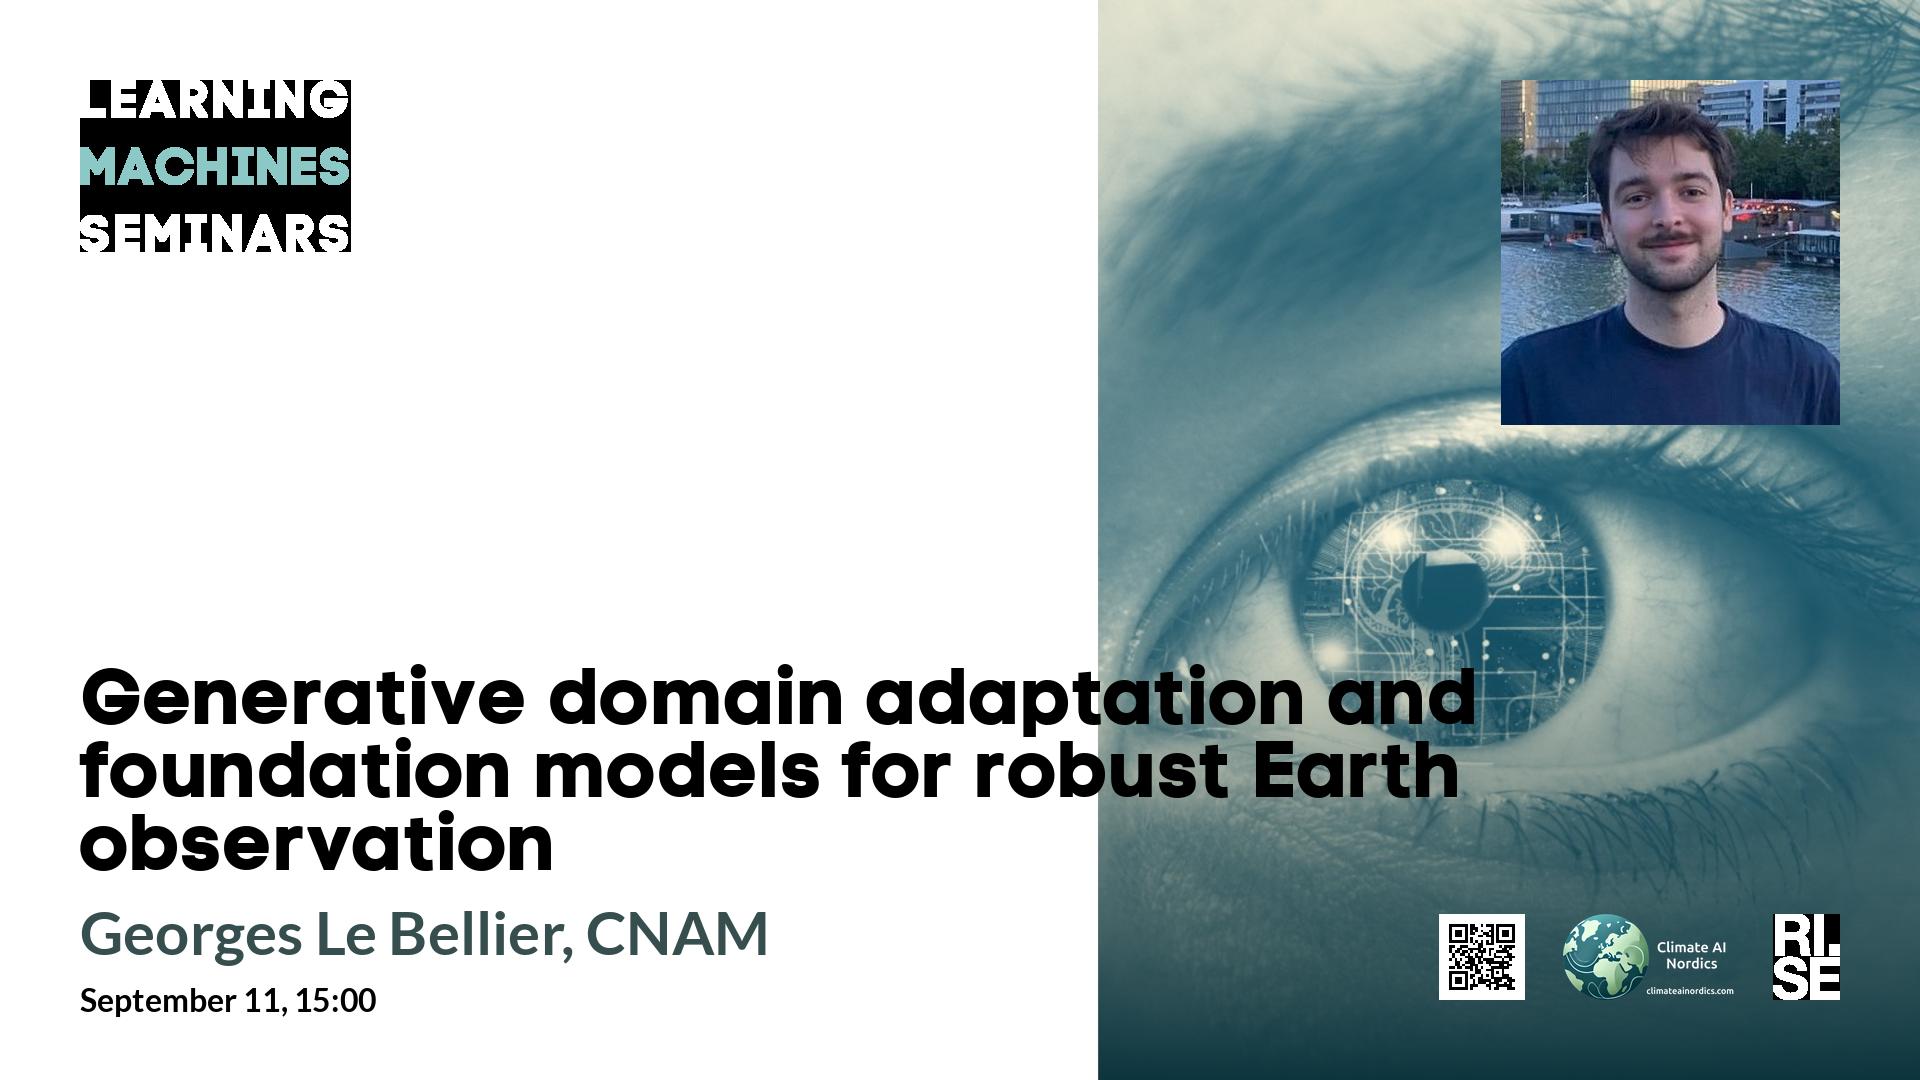 LEARNING
MACHINES
SEMINARS
Generative domain adaptation and
foundation models for robust Earth
observation
Georges Le Bellier, CNAM
September 11, 15:00
Climate AI
Nordics
climateainordics.com
RI.
SE